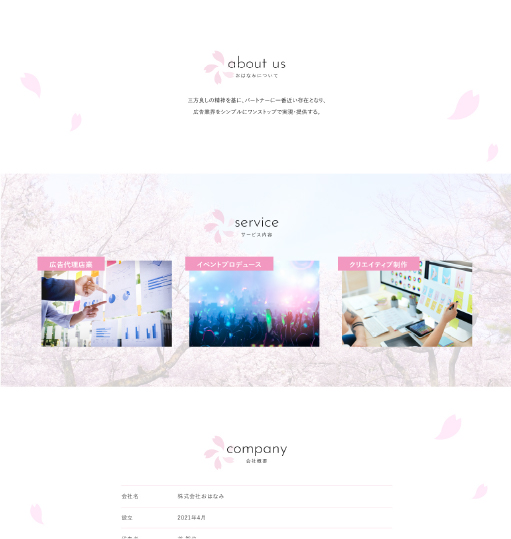 about us
おはなみについて
三方良しの精神を基に、パートナーに一番近い存在となり、
広告業界をシンプルにワンストップで実現・提供する。
service
サービス内容
広告代理店業
イベントプロデュース
クリエイティブ制作
company
会社概要
会社名 株式会社おはなみ
設立 2021年4月